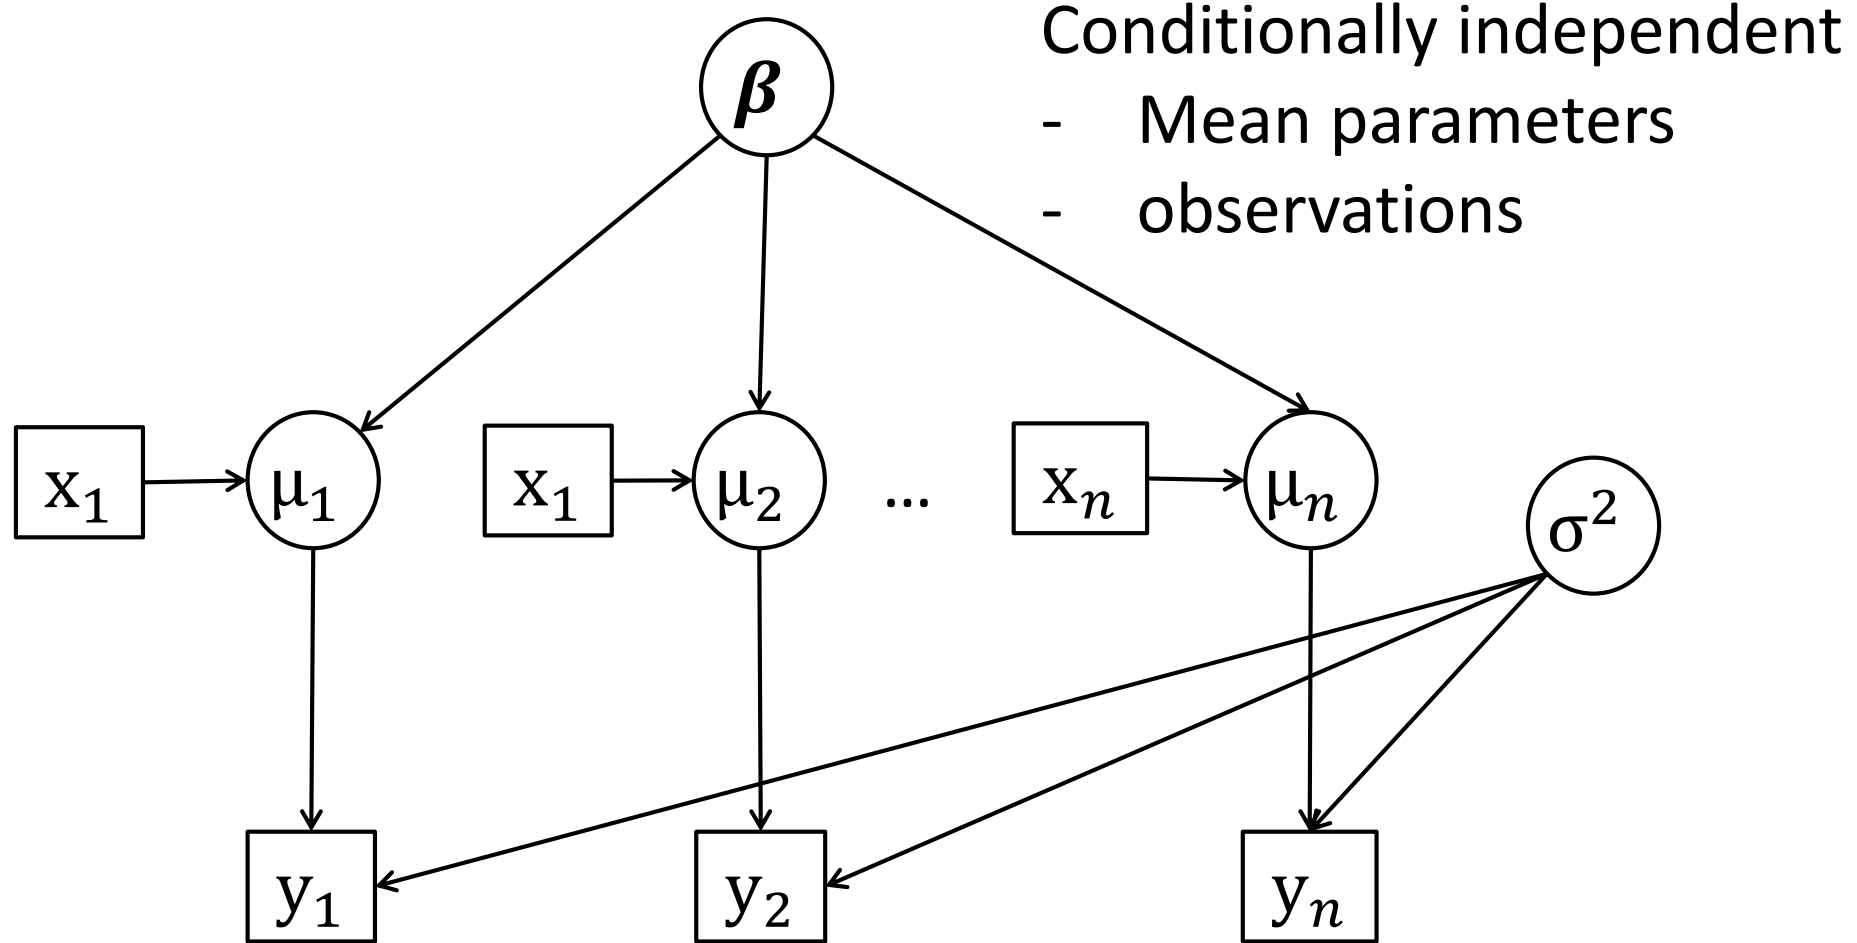 β
Conditionally independent
- Mean parameters
- observations
x₁
μ₁
x₁
μ₂
...
xₙ
μₙ
σ²
y₁
y₂
yₙ